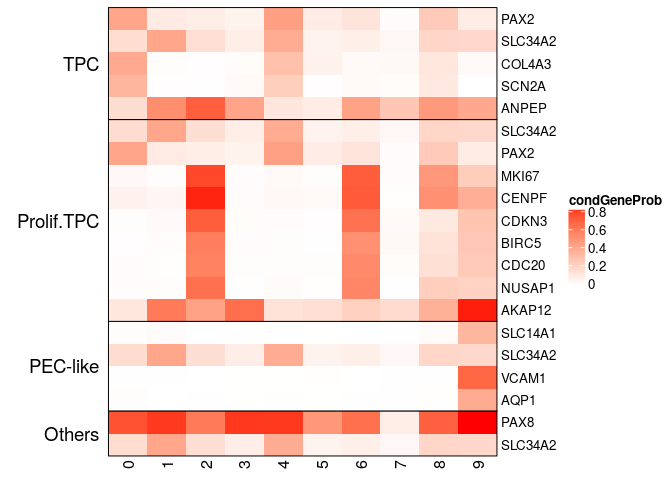 TPC
PAX2
SLC34A2
COL4A3
SCN2A
ANPEP
Prolif.TPC
SLC34A2
PAX2
MKI67
CENPF
CDKN3
BIRC5
CDC20
NUSAP1
AKAP12
PEC-like
SLC14A1
SLC34A2
VCAM1
AQP1
Others
PAX8
SLC34A2
0 1 2 3 4 5 6 7 8 9
condGeneProb
0.8
0.6
0.4
0.2
0